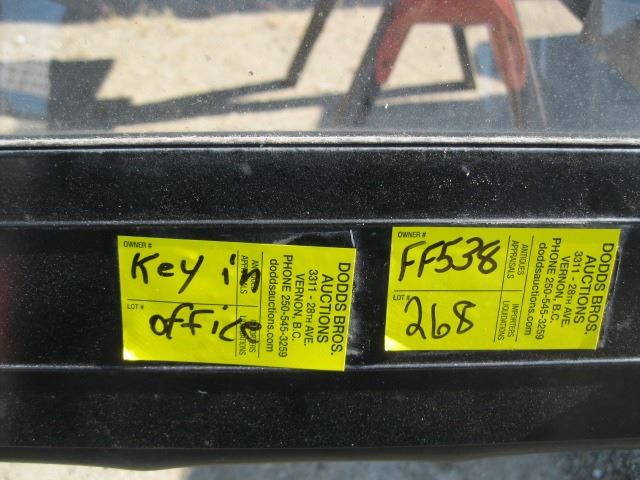 OWNER #
Key in
LOT #
office
ANTIQUES
APPRAISALS
IMPORTERS
LIQUIDATIONS
DODDS BROS.
AUCTIONS
3311 - 28TH AVE.
VERNON, B.C.
PHONE 250-545-3259
doddsauctions.com
OWNER #
FF538
LOT #
268
ANTIQUES
APPRAISALS
IMPORTERS
LIQUIDATIONS
DODDS BROS.
AUCTIONS
3311 - 28TH AVE.
VERNON, B.C.
PHONE 250-545-3259
doddsauctions.com